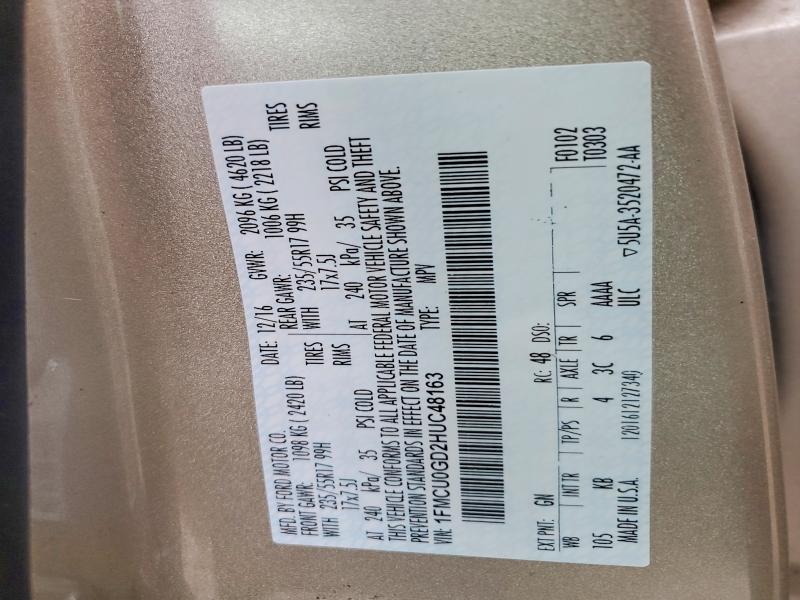 MFD. BY FORD MOTOR CO. DATE: 12/16 GVWR: 2096 KG ( 4620 LB)
FRONT GAWR: 1098 KG ( 2420 LB) REAR GAWR: 1006 KG ( 2218 LB)
WITH 235/55R17 99H TIRES WITH 235/55R17 99H TIRES
17x7.5J RIMS 17x7.5J RIMS
AT 240 kPa/ 35 PSI COLD AT 240 kPa/ 35 PSI COLD
THIS VEHICLE CONFORMS TO ALL APPLICABLE FEDERAL MOTOR VEHICLE SAFETY AND THEFT
PREVENTION STANDARDS IN EFFECT ON THE DATE OF MANUFACTURE SHOWN ABOVE.
VIN: 1FMCU0GD2HUC48163 TYPE: MPV
EXT PNT: GN RC: 48 DSO: F0102
WB INT TR TP/PS R AXLE TR SPR T0303
105 KB 4 3C 6 AAAA
MADE IN U.S.A. 12016121217340 ULC ▽5U5A-3520472-AA